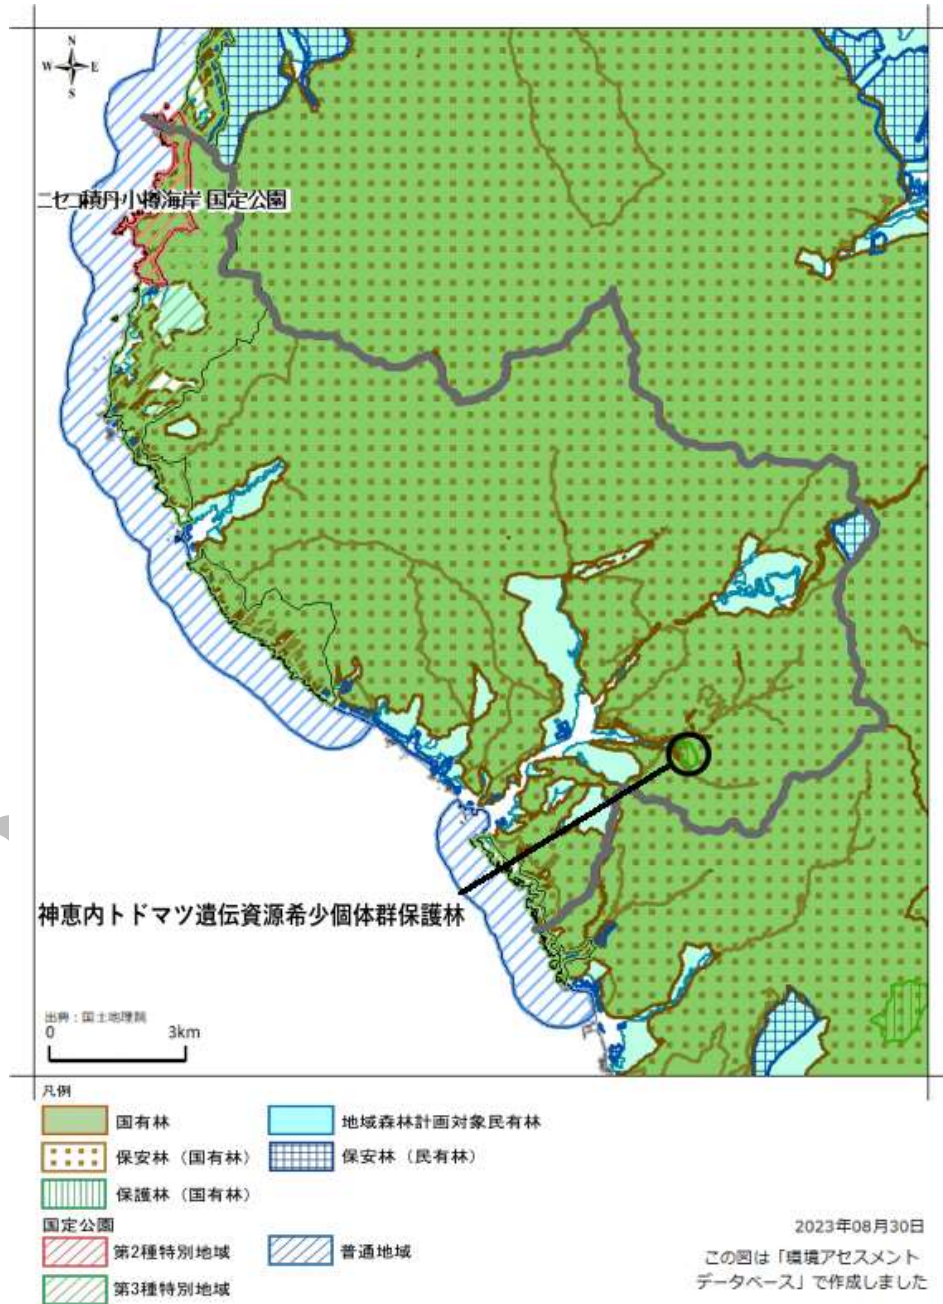 N
W E
S
ニセコ積丹小樽海岸 国定公園
神恵内トドマツ遺伝資源希少個体群保護林
出典：国土地理院
0 3km
凡例
国有林
地域森林計画対象民有林
保安林（国有林）
保安林（民有林）
保護林（国有林）
国定公園
第2種特別地域
普通地域
第3種特別地域
2023年08月30日
この図は「環境アセスメント
データベース」で作成しました